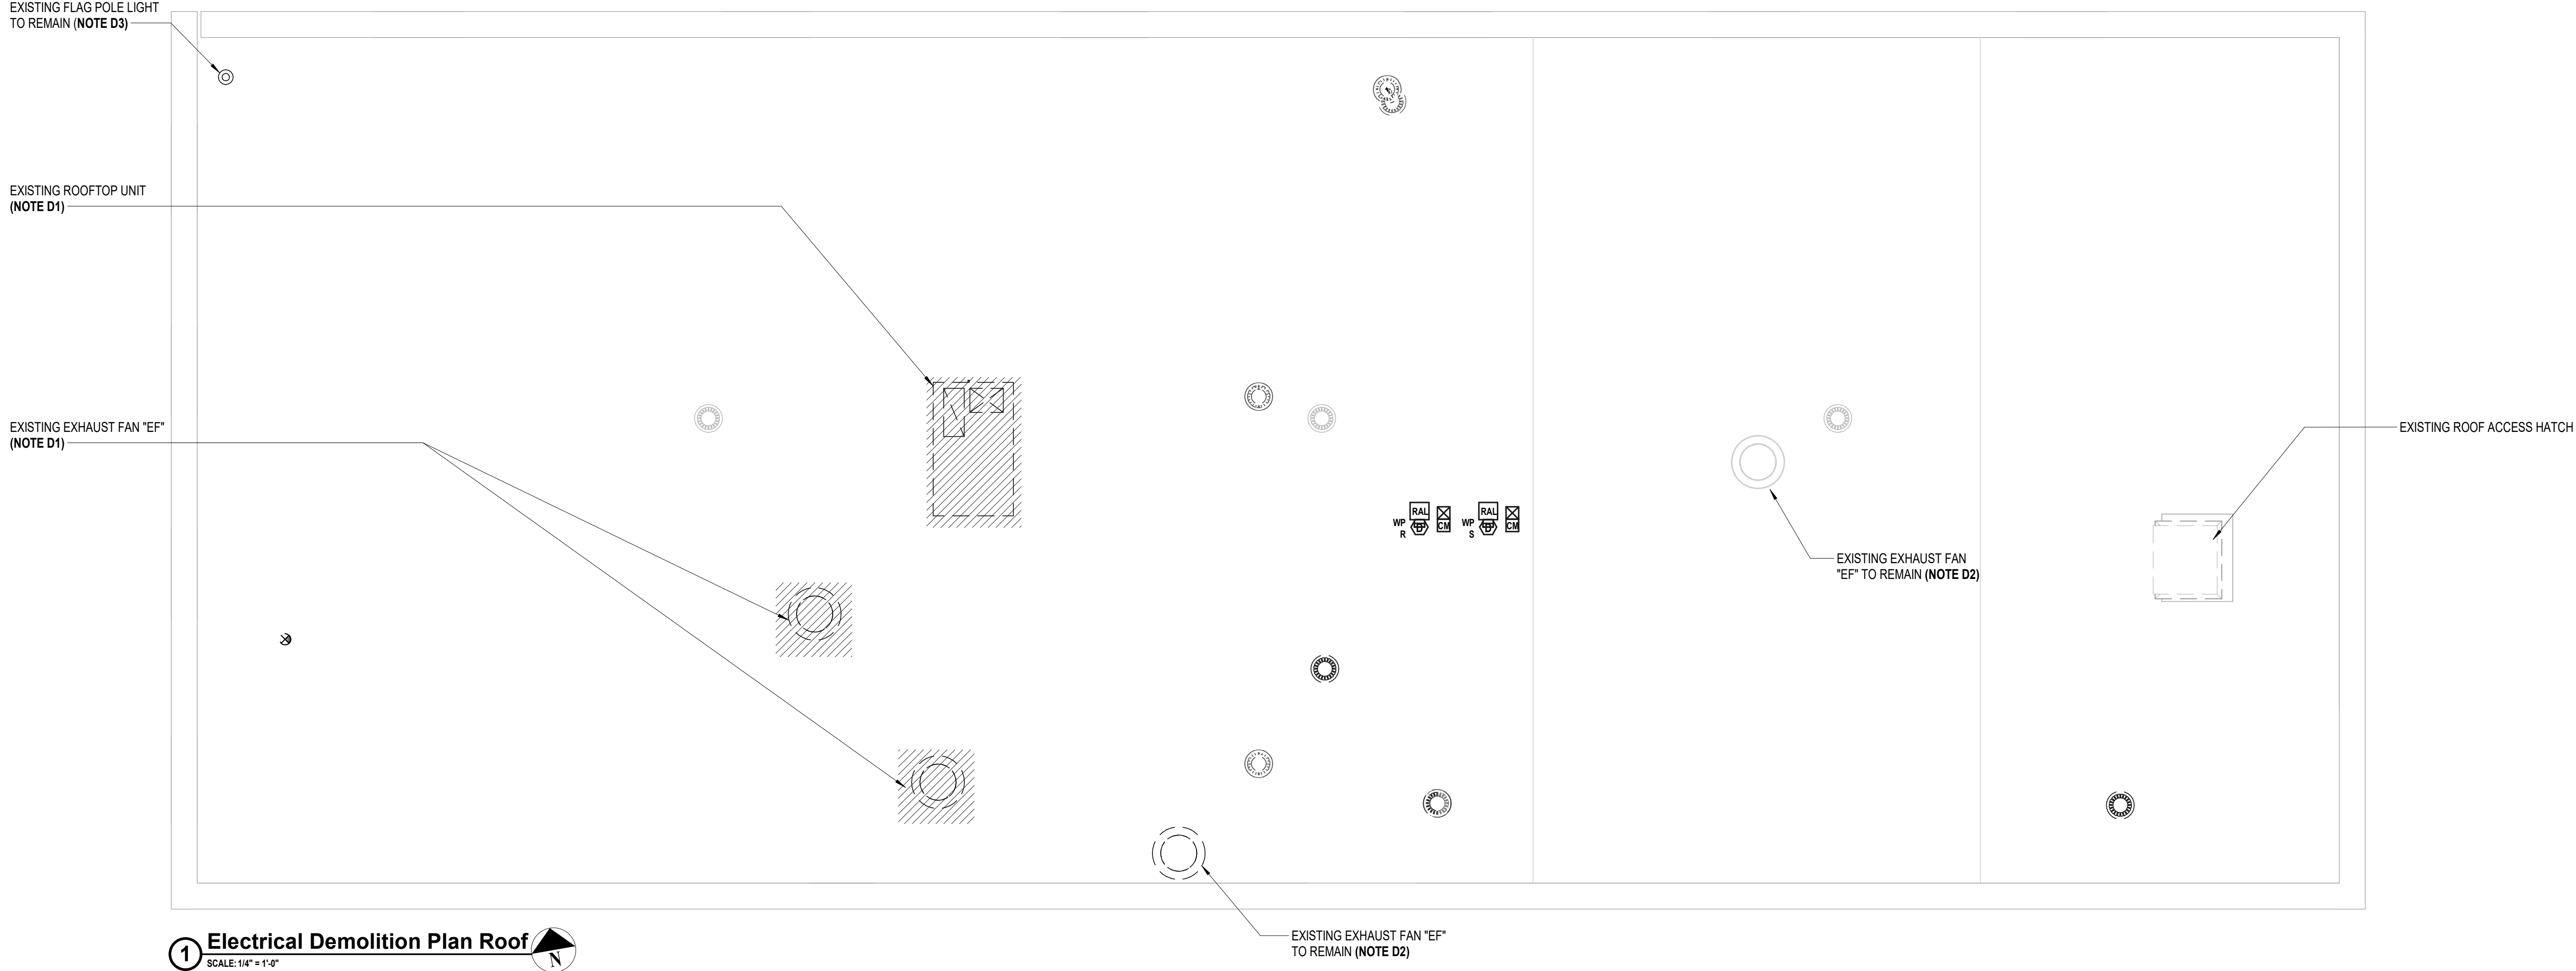 EXISTING FLAG POLE LIGHT
TO REMAIN (NOTE D3)
EXISTING ROOFTOP UNIT
(NOTE D1)
EXISTING EXHAUST FAN "EF"
(NOTE D1)
EXISTING ROOF ACCESS HATCH
RAL
WP
D
CM
R
RAL
WP
D
CM
S
EXISTING EXHAUST FAN
"EF" TO REMAIN (NOTE D2)
EXISTING EXHAUST FAN "EF"
TO REMAIN (NOTE D2)
1
Electrical Demolition Plan Roof
SCALE: 1/4" = 1'-0"
N